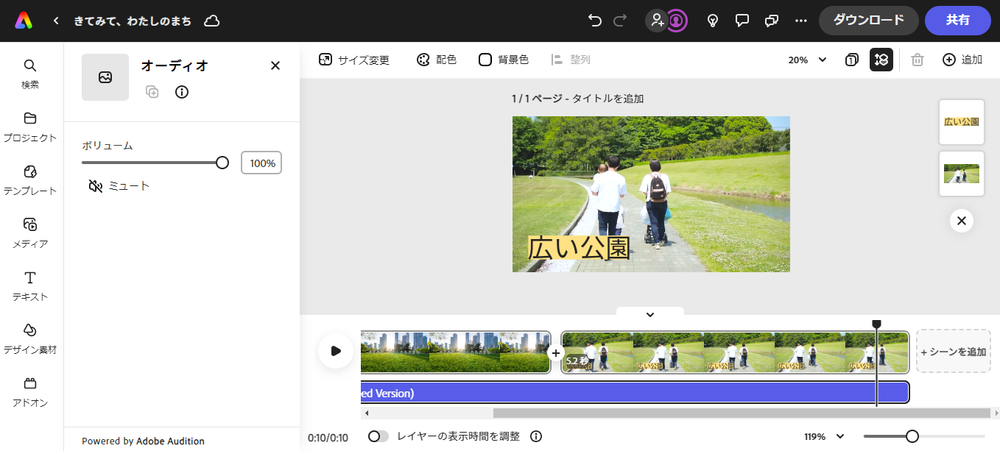 きてみて、わたしのまち
ダウンロード
共有
検索
プロジェクト
テンプレート
メディア
テキスト
デザイン素材
アドオン
オーディオ
ボリューム
100%
ミュート
Powered by Adobe Audition
サイズ変更
配色
背景色
整列
20%
1
追加
1 / 1 ページ - タイトルを追加
広い公園
広い公園
5.2 秒
広い公園
広い公園
広い公園
広い公園
+ シーンを追加
ed Version)
0:10/0:10
レイヤーの表示時間を調整
119%